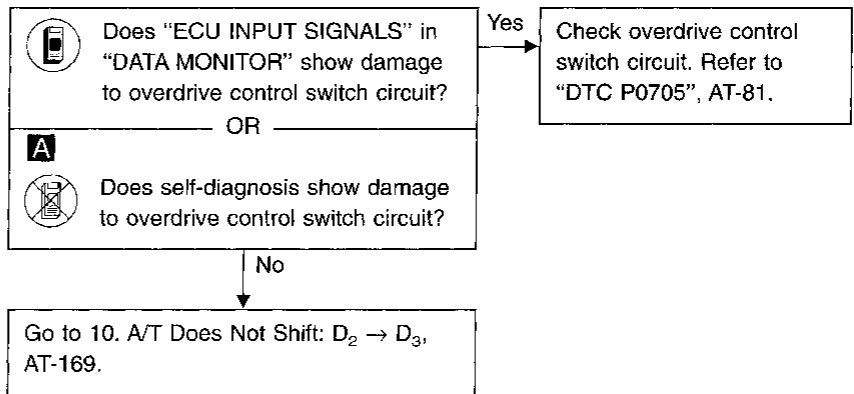 Does “ECU INPUT SIGNALS” in
“DATA MONITOR” show damage
to overdrive control switch circuit?
OR
A
Does self-diagnosis show damage
to overdrive control switch circuit?
Yes
Check overdrive control
switch circuit. Refer to
“DTC P0705”, AT-81.
No
Go to 10. A/T Does Not Shift: D₂ → D₃,
AT-169.